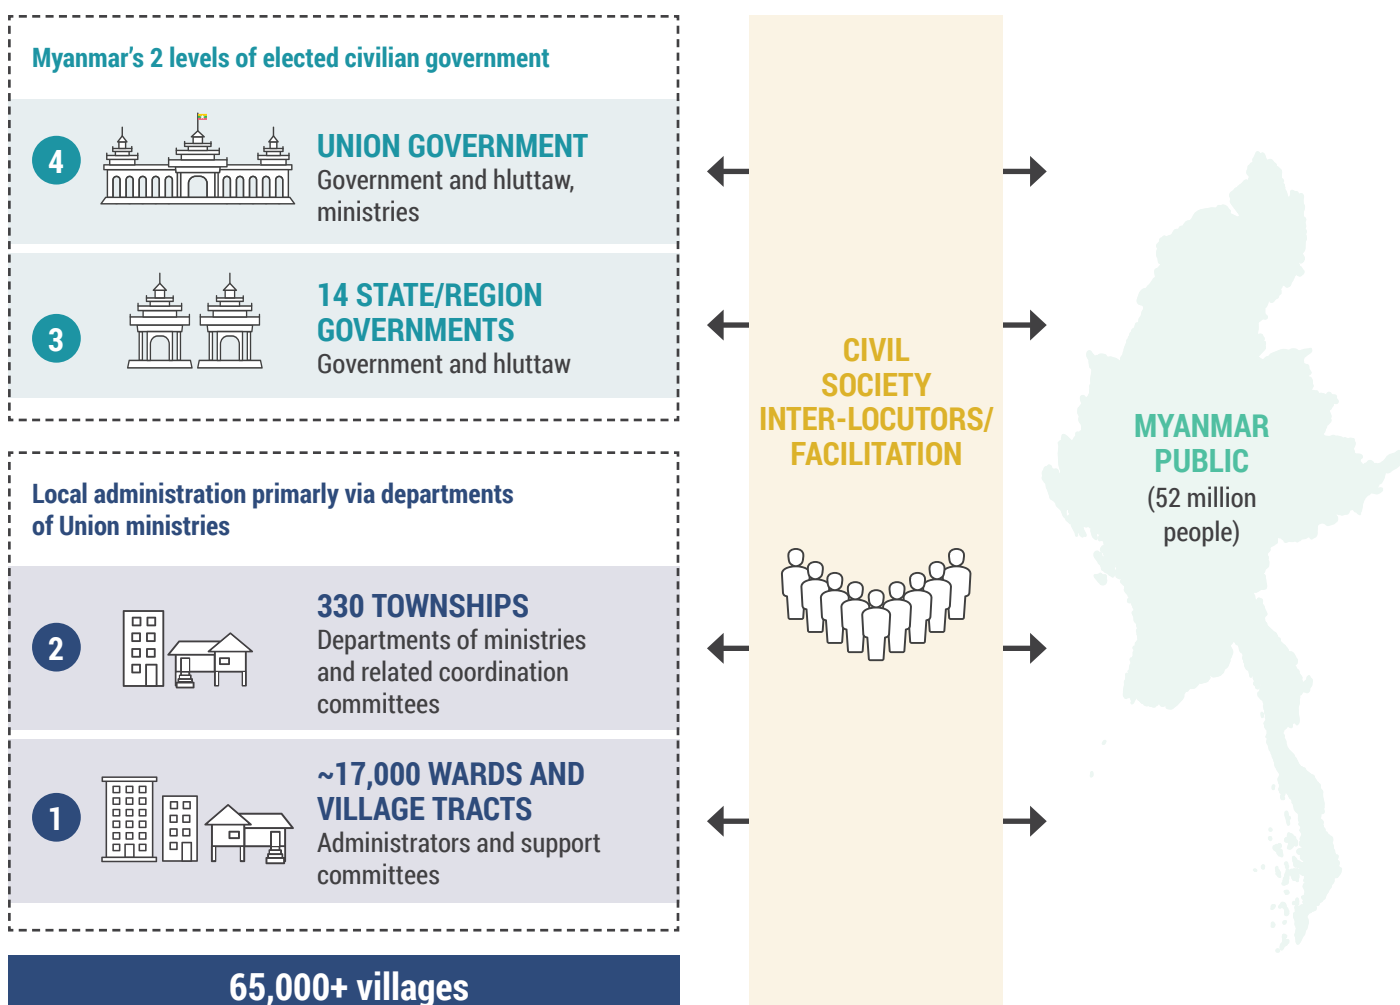 Myanmar’s 2 levels of elected civilian government
4
UNION GOVERNMENT
Government and hluttaw,
ministries
3
14 STATE/REGION
GOVERNMENTS
Government and hluttaw
Local administration primarly via departments
of Union ministries
2
330 TOWNSHIPS
Departments of ministries
and related coordination
committees
1
~17,000 WARDS AND
VILLAGE TRACTS
Administrators and support
committees
65,000+ villages
CIVIL
SOCIETY
INTER-LOCUTORS/
FACILITATION
MYANMAR
PUBLIC
(52 million
people)